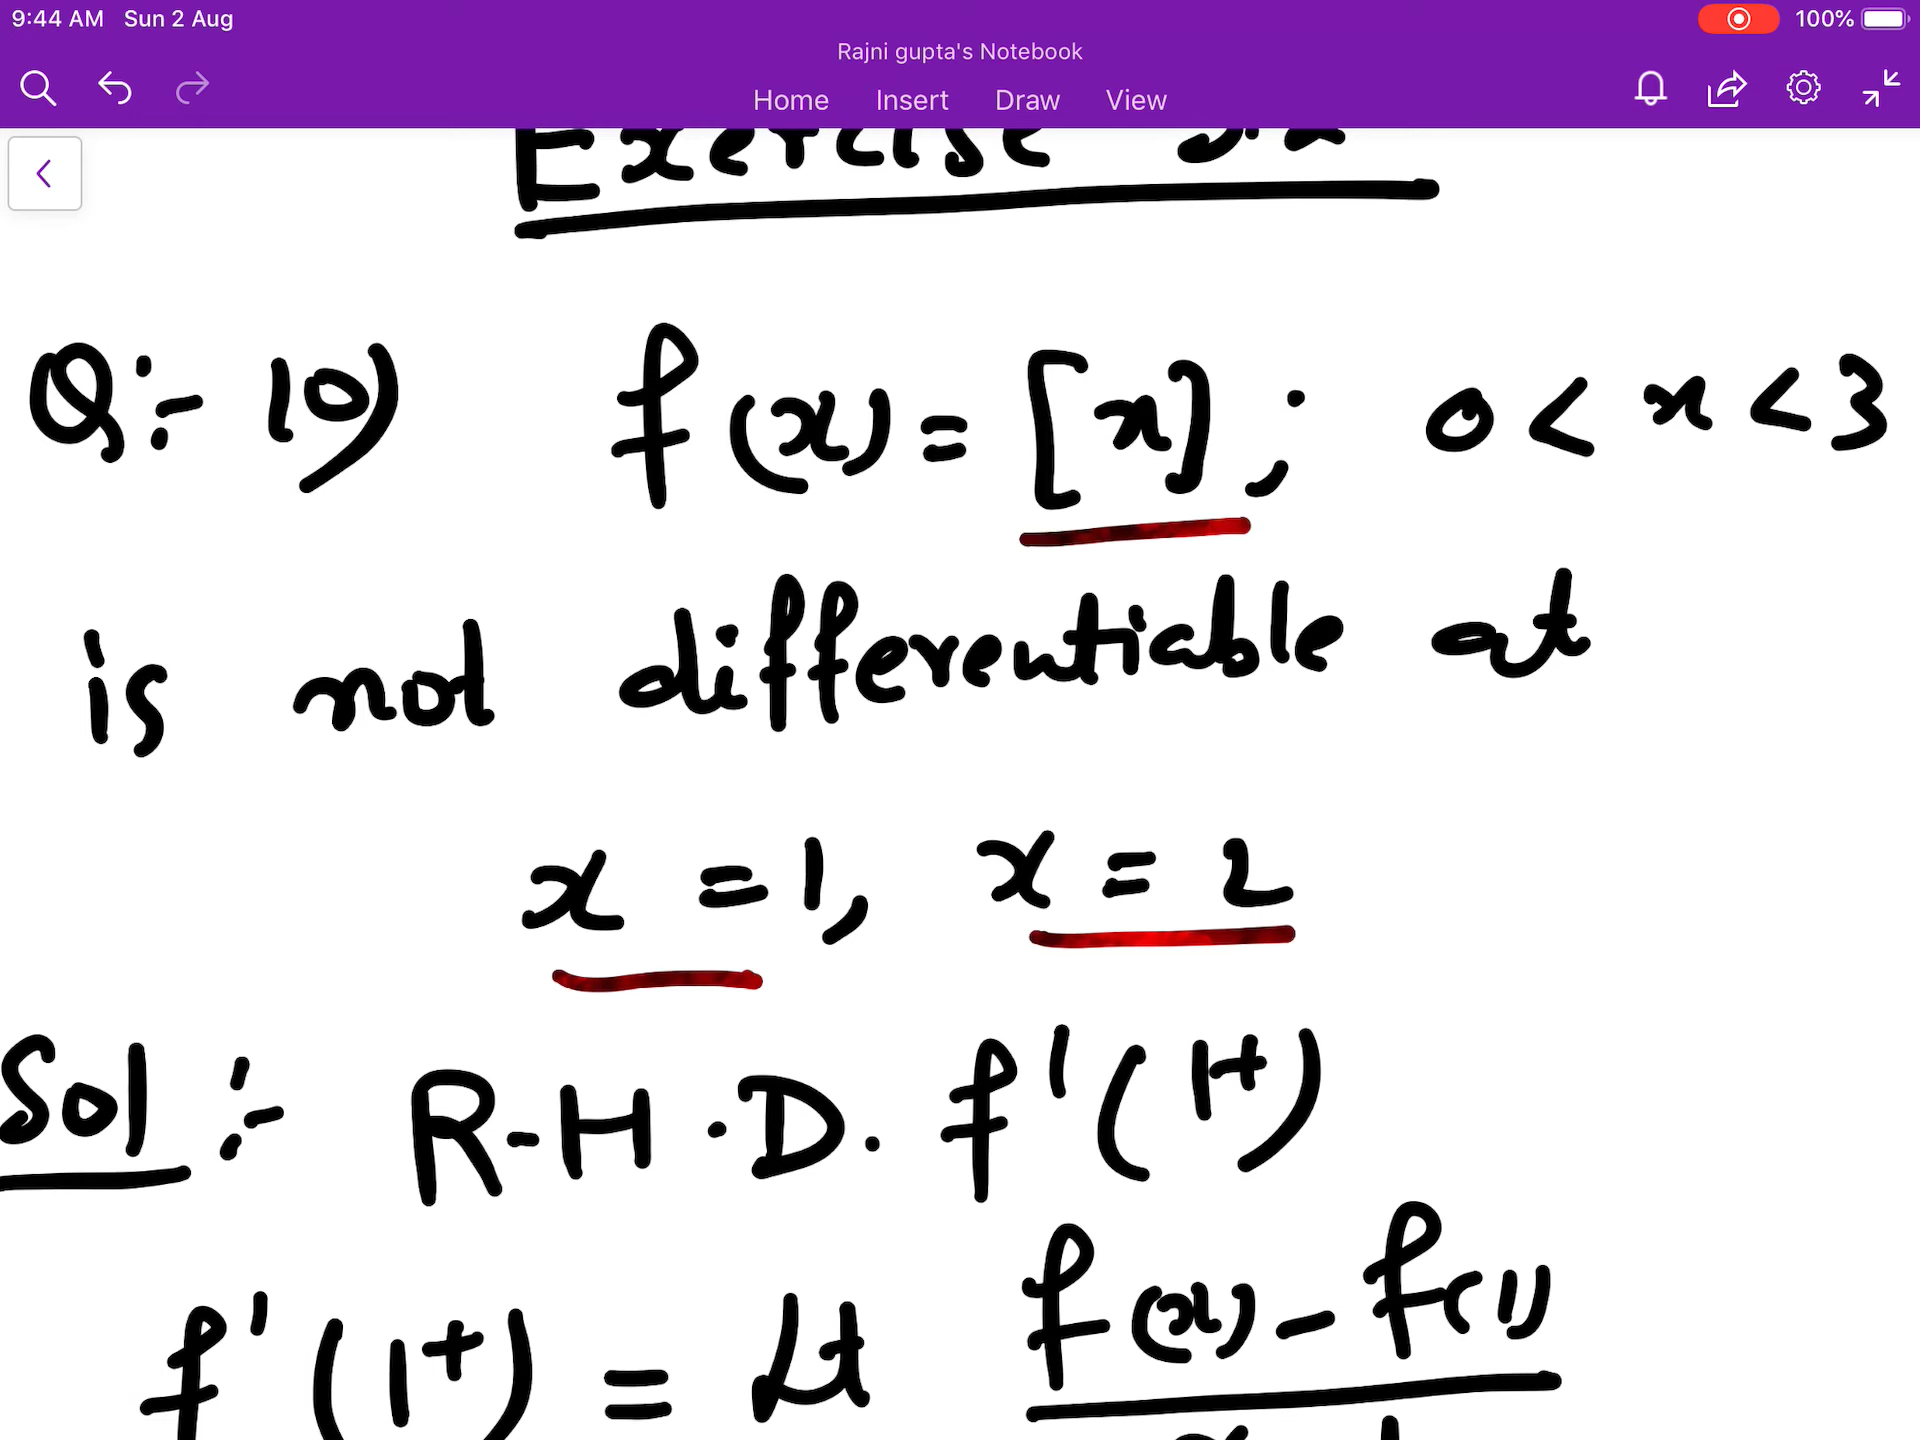 9:44 AM Sun 2 Aug 100%
Rajni gupta's Notebook
Home Insert Draw View
Exercise
Q:- 10) f(x) = [x] ; 0 < x < 3
is not differentiable at
x = 1, x = 2
Sol :- R.H.D. f'(1+)
f'(1+) = Lt f(x) - f(1)